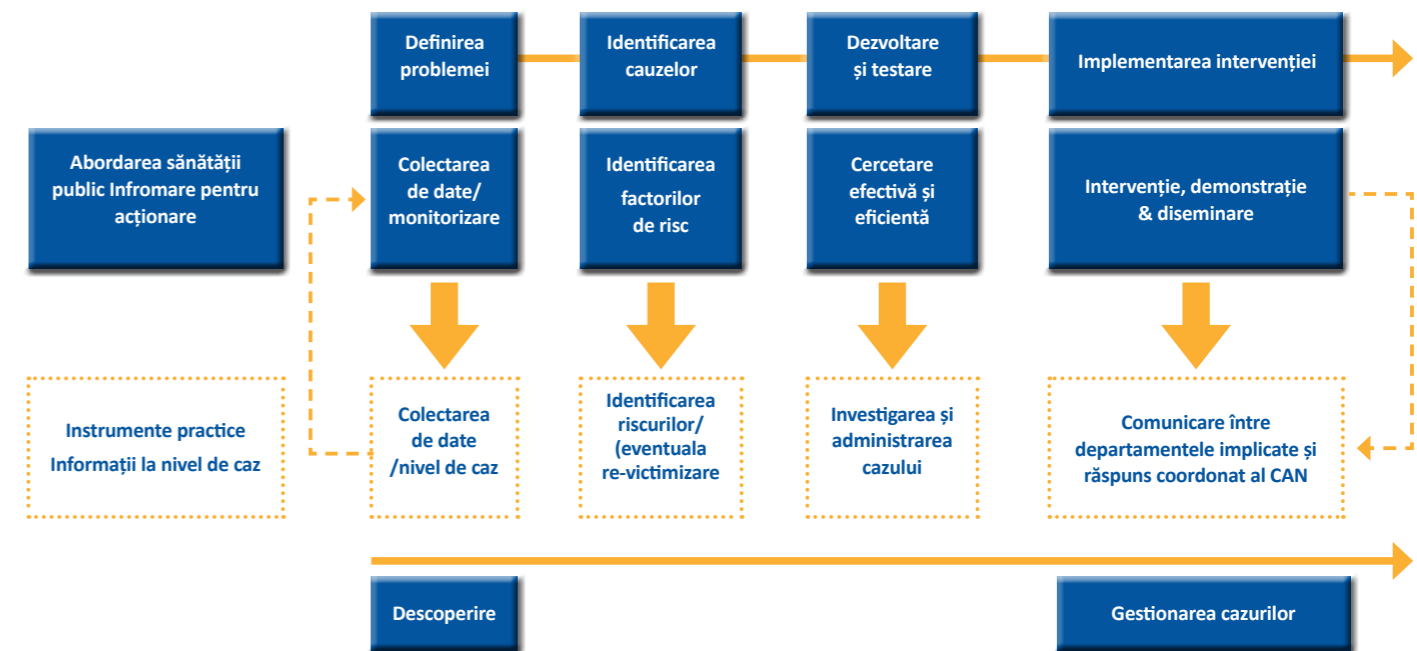 Definirea
problemei
Identificarea
cauzelor
Dezvoltare
și testare
Implementarea intervenției
Abordarea sănătății
public Infromare pentru
acționare
Colectarea
de date/
monitorizare
Identificarea
factorilor
de risc
Cercetare
efectivă și
eficientă
Intervenție, demonstrație
& diseminare
Instrumente practice
Informații la nivel de caz
Colectarea
de date
/nivel de caz
Identificarea
riscurilor/
(eventuala
re-victimizare
Investigarea și
administrarea
cazului
Comunicare între
departamentele implicate și
răspuns coordonat al CAN
Descoperire
Gestionarea cazurilor